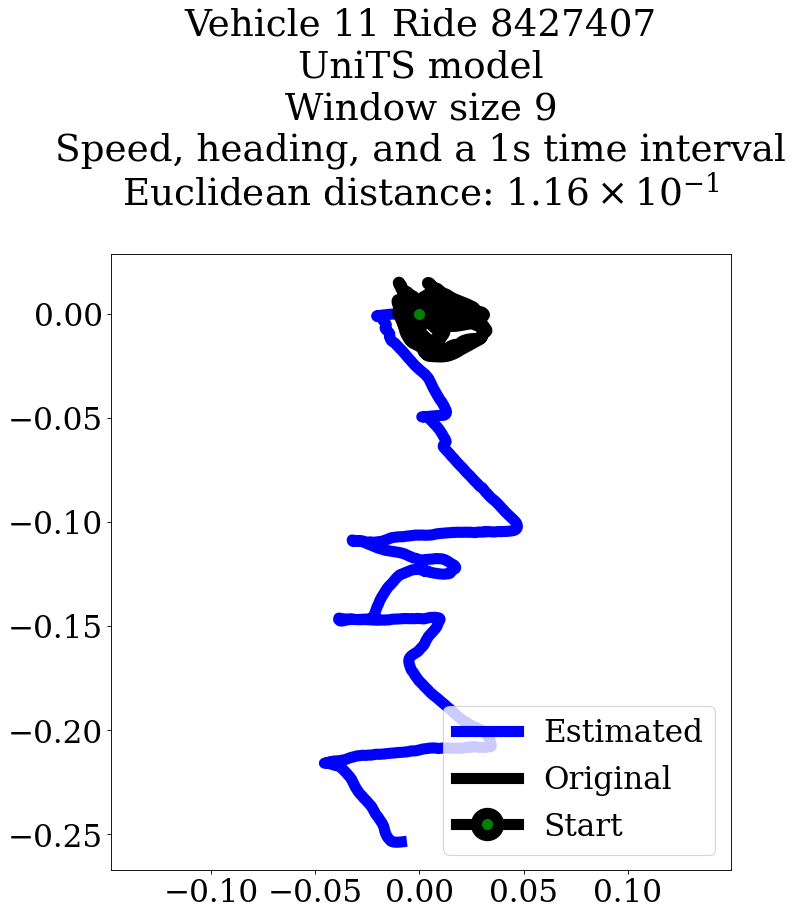 Vehicle 11 Ride 8427407
UniTS model
Window size 9
Speed, heading, and a 1s time interval
Euclidean distance: 1.16 × 10⁻¹
0.00
−0.05
−0.10
−0.15
−0.20
−0.25
Estimated
Original
Start
−0.10 −0.05 0.00 0.05 0.10